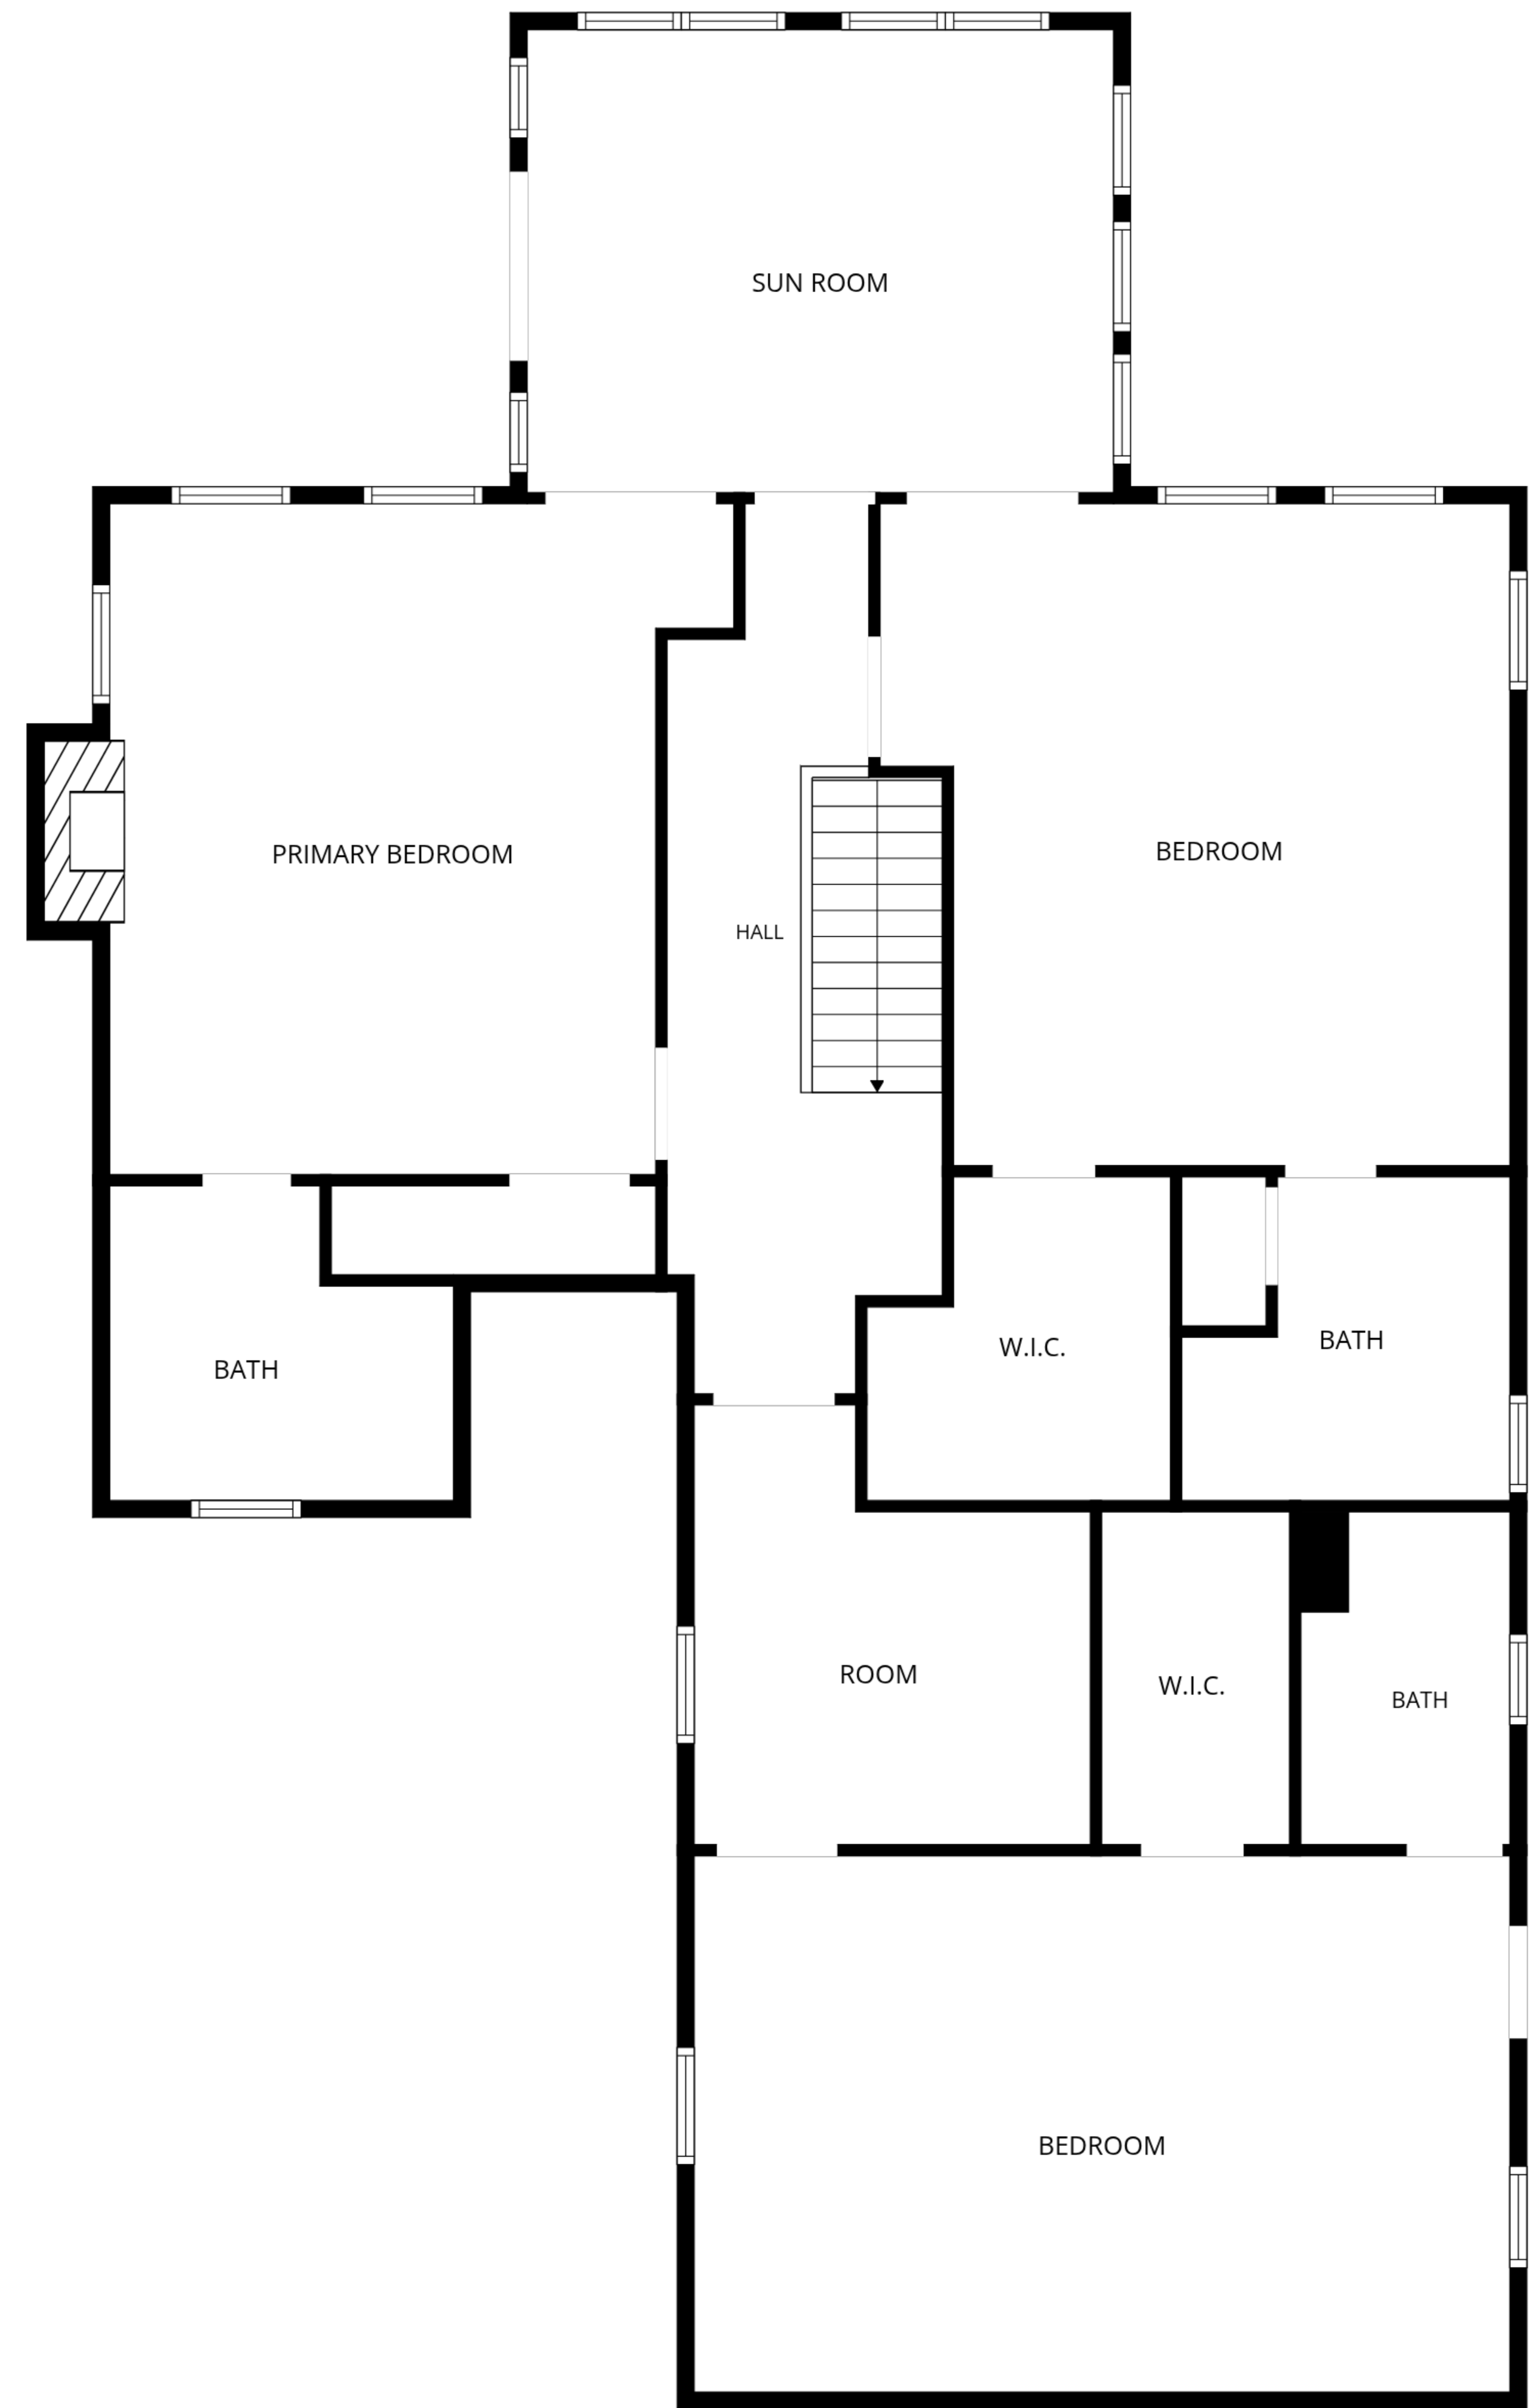 SUN ROOM
PRIMARY BEDROOM
BEDROOM
HALL
BATH
W.I.C.
BATH
ROOM
W.I.C.
BATH
BEDROOM